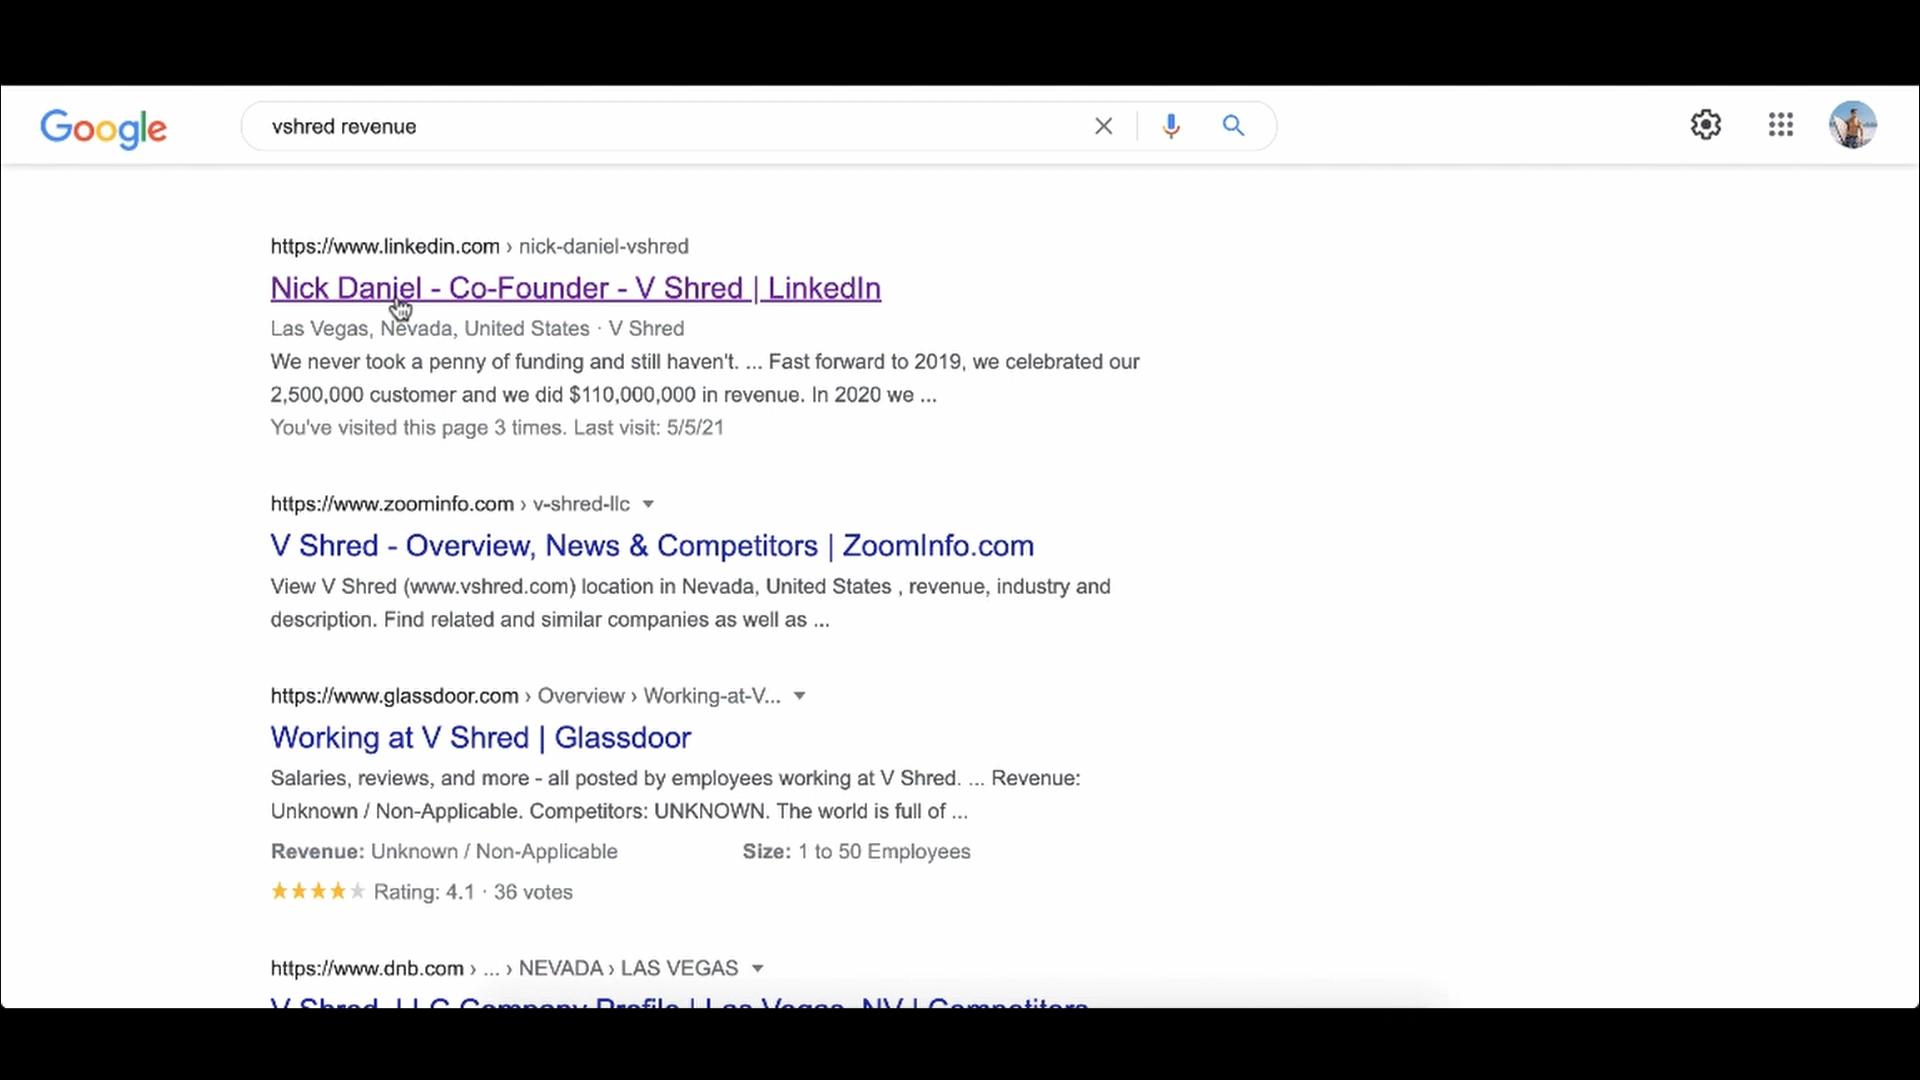 Google
vshred revenue
https://www.linkedin.com › nick-daniel-vshred
Nick Daniel - Co-Founder - V Shred | LinkedIn
Las Vegas, Nevada, United States · V Shred
We never took a penny of funding and still haven't. ... Fast forward to 2019, we celebrated our
2,500,000 customer and we did $110,000,000 in revenue. In 2020 we ...
You've visited this page 3 times. Last visit: 5/5/21
https://www.zoominfo.com › v-shred-llc
V Shred - Overview, News & Competitors | ZoomInfo.com
View V Shred (www.vshred.com) location in Nevada, United States , revenue, industry and
description. Find related and similar companies as well as ...
https://www.glassdoor.com › Overview › Working-at-V...
Working at V Shred | Glassdoor
Salaries, reviews, and more - all posted by employees working at V Shred. ... Revenue:
Unknown / Non-Applicable. Competitors: UNKNOWN. The world is full of ...
Revenue: Unknown / Non-Applicable Size: 1 to 50 Employees
Rating: 4.1 · 36 votes
https://www.dnb.com › ... › NEVADA › LAS VEGAS
V Shred, LLC Company Profile | Las Vegas, NV | Competitors